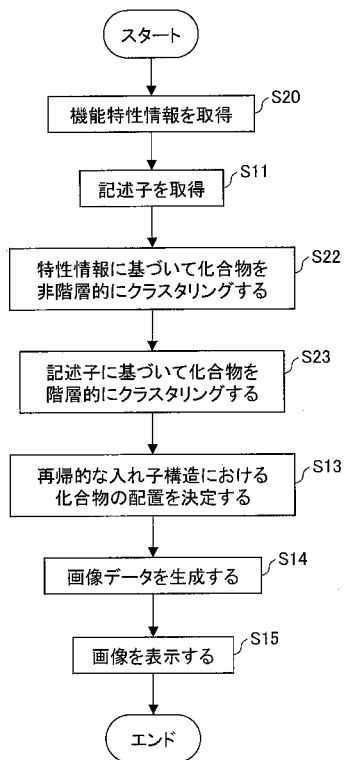 スタート
機能特性情報を取得
S20
記述子を取得
S11
特性情報に基づいて化合物を
非階層的にクラスタリングする
S22
記述子に基づいて化合物を
階層的にクラスタリングする
S23
再帰的な入れ子構造における
化合物の配置を決定する
S13
画像データを生成する
S14
画像を表示する
S15
エンド